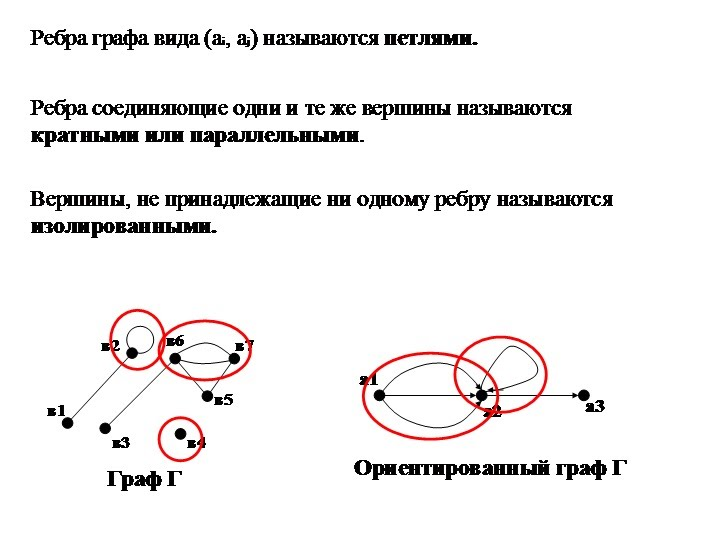 Ребра графа вида (aᵢ, aⱼ) называются петлями.
Ребра соединяющие одни и те же вершины называются
кратными или параллельными.
Вершины, не принадлежащие ни одному ребру называются
изолированными.
в2
в6
в7
в1
в5
в3
в4
Граф Г
а1
а2
а3
Ориентированный граф Г